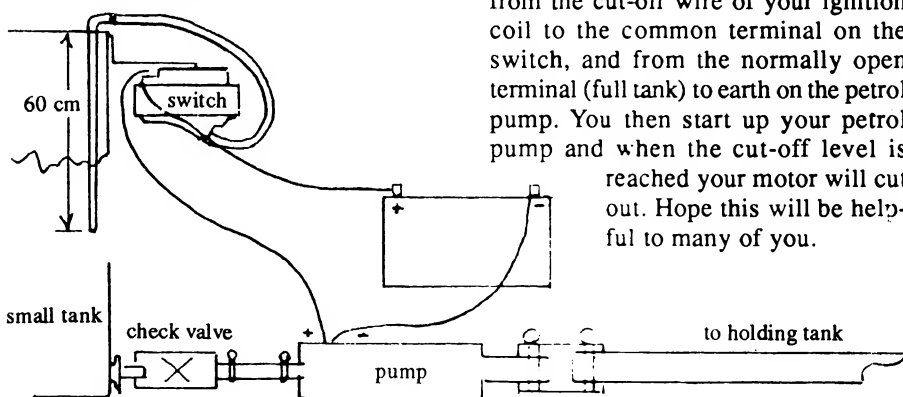 from the cut-off wire of your ignition
coil to the common terminal on the
switch, and from the normally open
terminal (full tank) to earth on the petrol
pump. You then start up your petrol
pump and when the cut-off level is
reached your motor will cut
out. Hope this will be help-
ful to many of you.
60 cm
switch
+
-
small tank
check valve
+
-
pump
to holding tank